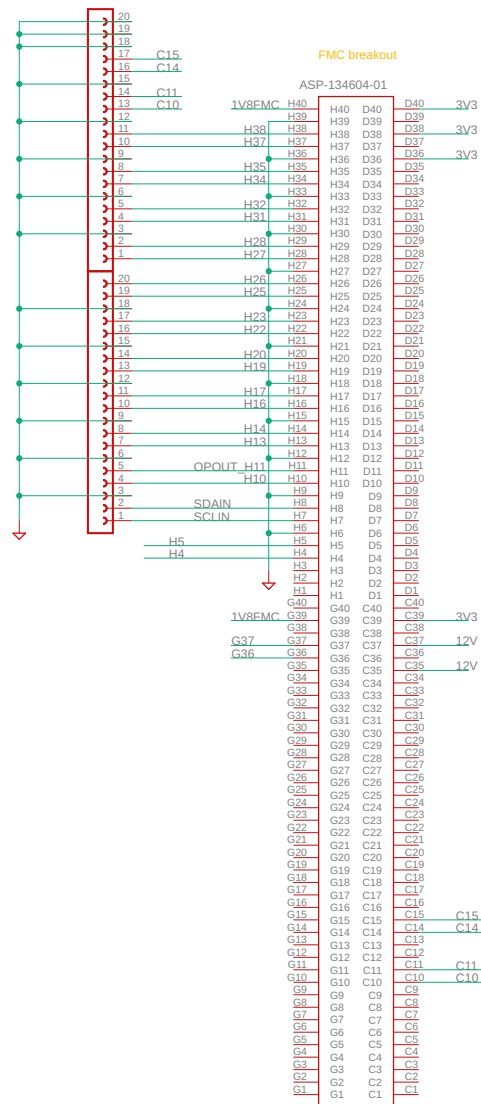 FMC breakout
ASP-134604-01
20
19
18
17 C15
16 C14
15
14 C11
13 C10
12
11 H38
10 H37
9
8 H35
7 H34
6
5 H32
4 H31
3
2 H28
1 H27
20 H26
19 H25
18
17 H23
16 H22
15
14 H20
13 H19
12
11 H17
10 H16
9
8 H14
7 H13
6
5 OPOUT_H11
4 H10
3
2 SDAIN
1 SCLIN
1V8FMC H40 H40 D40 D40 3V3
H39 H39 D39 D39
H38 H38 D38 D38 3V3
H37 H37 D37 D37
H36 H36 D36 D36 3V3
H35 H35 D35 D35
H34 H34 D34 D34
H33 H33 D33 D33
H32 H32 D32 D32
H31 H31 D31 D31
H30 H30 D30 D30
H29 H29 D29 D29
H28 H28 D28 D28
H27 H27 D27 D27
H26 H26 D26 D26
H25 H25 D25 D25
H24 H24 D24 D24
H23 H23 D23 D23
H22 H22 D22 D22
H21 H21 D21 D21
H20 H20 D20 D20
H19 H19 D19 D19
H18 H18 D18 D18
H17 H17 D17 D17
H16 H16 D16 D16
H15 H15 D15 D15
H14 H14 D14 D14
H13 H13 D13 D13
H12 H12 D12 D12
H11 H11 D11 D11
H10 H10 D10 D10
H9 H9 D9 D9
H8 H8 D8 D8
H7 H7 D7 D7
H6 H6 D6 D6
H5 H5 H5 D5 D5
H4 H4 H4 D4 D4
H3 H3 D3 D3
H2 H2 D2 D2
H1 H1 D1 D1
G40 G40 C40 C40
1V8FMC G39 G39 C39 C39 3V3
G38 G38 C38 C38
G37 G37 G37 C37 C37 12V
G36 G36 G36 C36 C36
G35 G35 C35 C35 12V
G34 G34 C34 C34
G33 G33 C33 C33
G32 G32 C32 C32
G31 G31 C31 C31
G30 G30 C30 C30
G29 G29 C29 C29
G28 G28 C28 C28
G27 G27 C27 C27
G26 G26 C26 C26
G25 G25 C25 C25
G24 G24 C24 C24
G23 G23 C23 C23
G22 G22 C22 C22
G21 G21 C21 C21
G20 G20 C20 C20
G19 G19 C19 C19
G18 G18 C18 C18
G17 G17 C17 C17
G16 G16 C16 C16
G15 G15 C15 C15 C15
G14 G14 C14 C14 C14
G13 G13 C13 C13
G12 G12 C12 C12
G11 G11 C11 C11 C11
G10 G10 C10 C10 C10
G9 G9 C9 C9
G8 G8 C8 C8
G7 G7 C7 C7
G6 G6 C6 C6
G5 G5 C5 C5
G4 G4 C4 C4
G3 G3 C3 C3
G2 G2 C2 C2
G1 G1 C1 C1